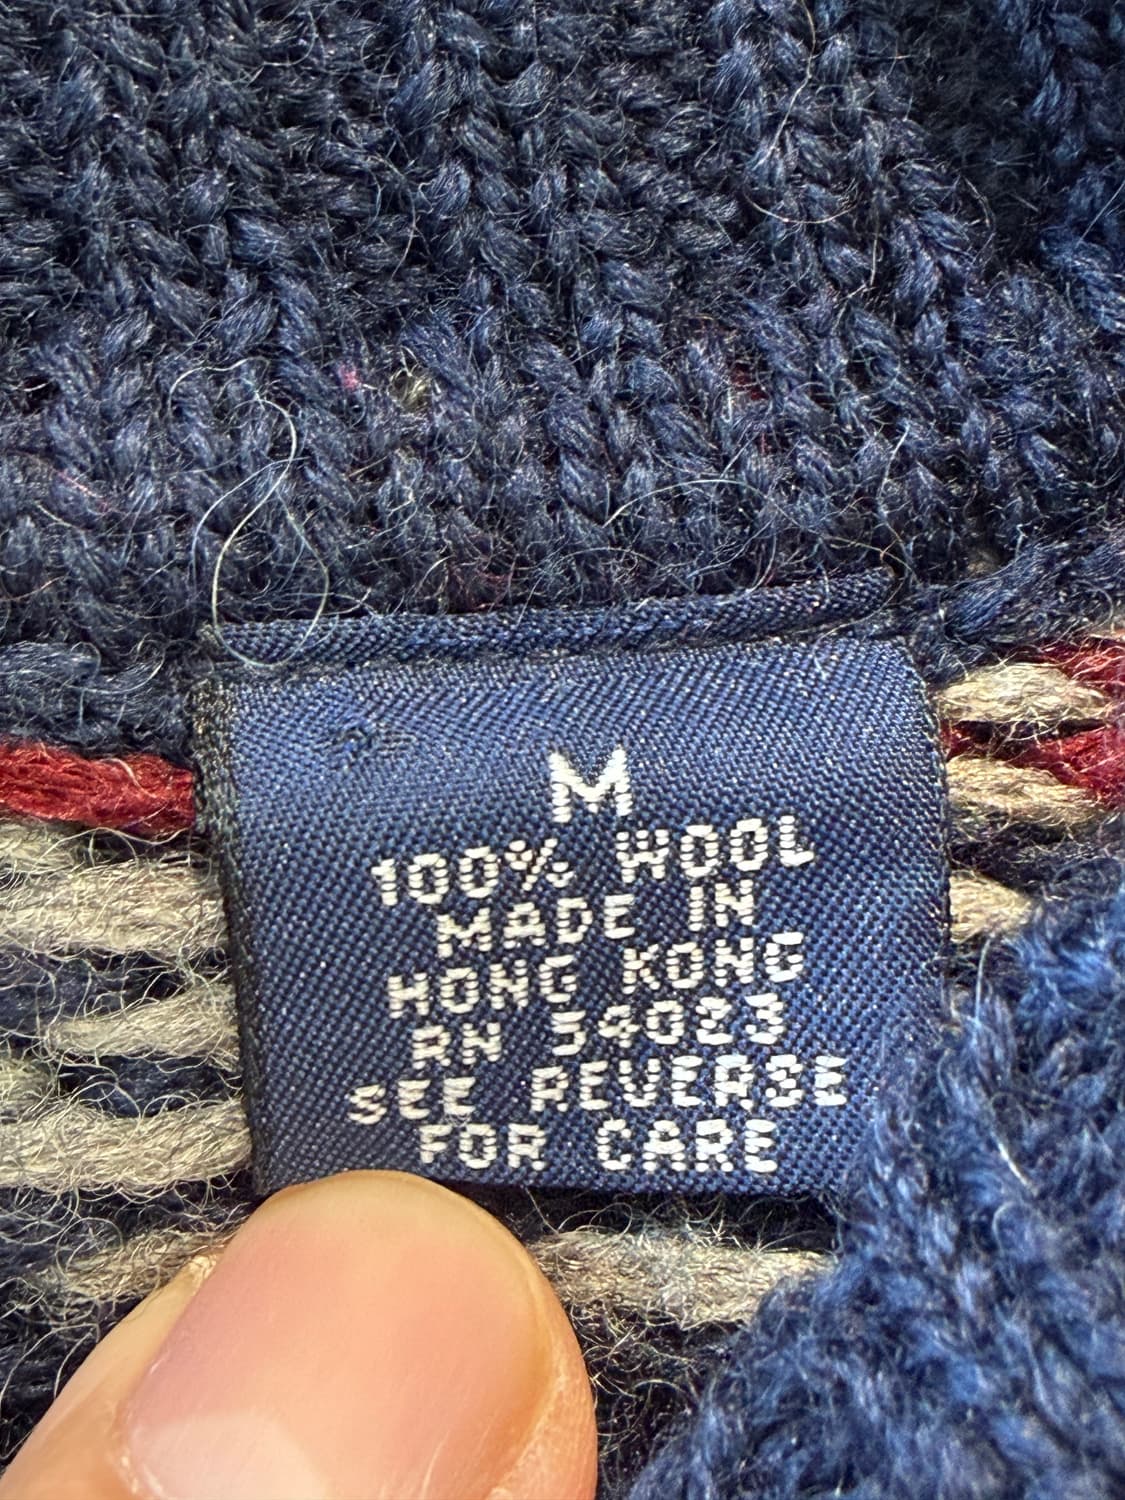 M
100% WOOL
MADE IN
HONG KONG
RN 54023
SEE REVERSE
FOR CARE